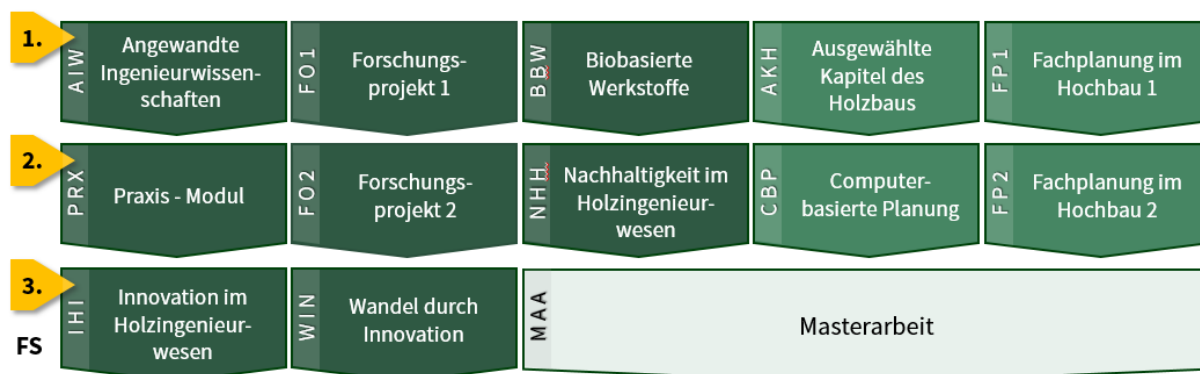 1.
AIW
Angewandte
Ingenieurwissen-
schaften
FO1
Forschungs-
projekt 1
BBW
Biobasierte
Werkstoffe
AKH
Ausgewählte
Kapitel des
Holzbaus
FP1
Fachplanung im
Hochbau 1
2.
PRX
Praxis - Modul
FO2
Forschungs-
projekt 2
NHH
Nachhaltigkeit im
Holzingenieur-
wesen
CBP
Computer-
basierte Planung
FP2
Fachplanung im
Hochbau 2
3.
FS
IHI
Innovation im
Holzingenieur-
wesen
WIN
Wandel durch
Innovation
MAA
Masterarbeit